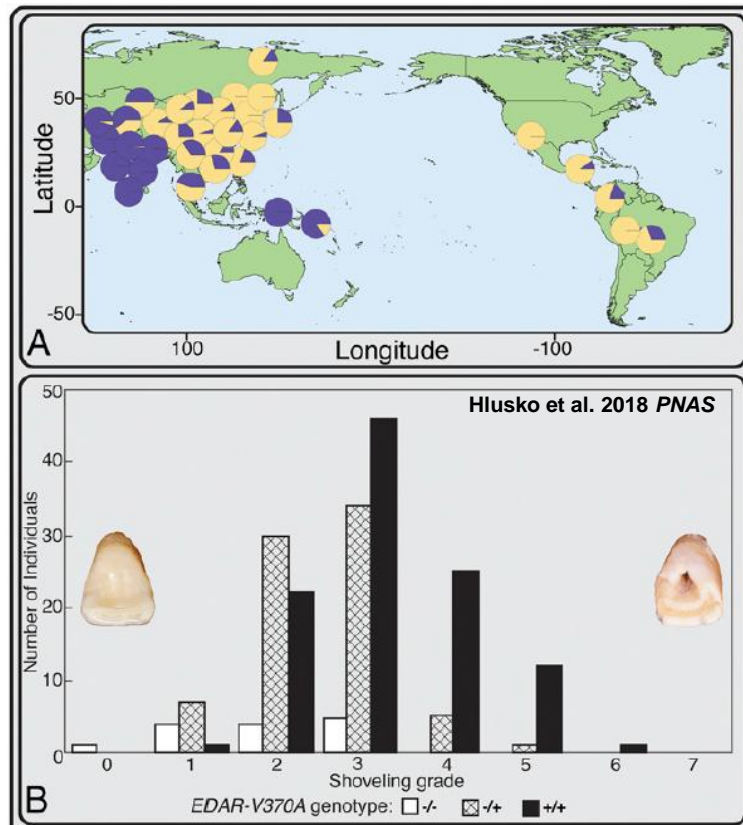 Latitude
50
0
-50
A
100
Longitude
-100
Hlusko et al. 2018 PNAS
Number of Individuals
50
40
30
20
10
0
0 1 2 3 4 5 6 7
Shoveling grade
B
EDAR-V370A genotype: -/- -/+ +/+